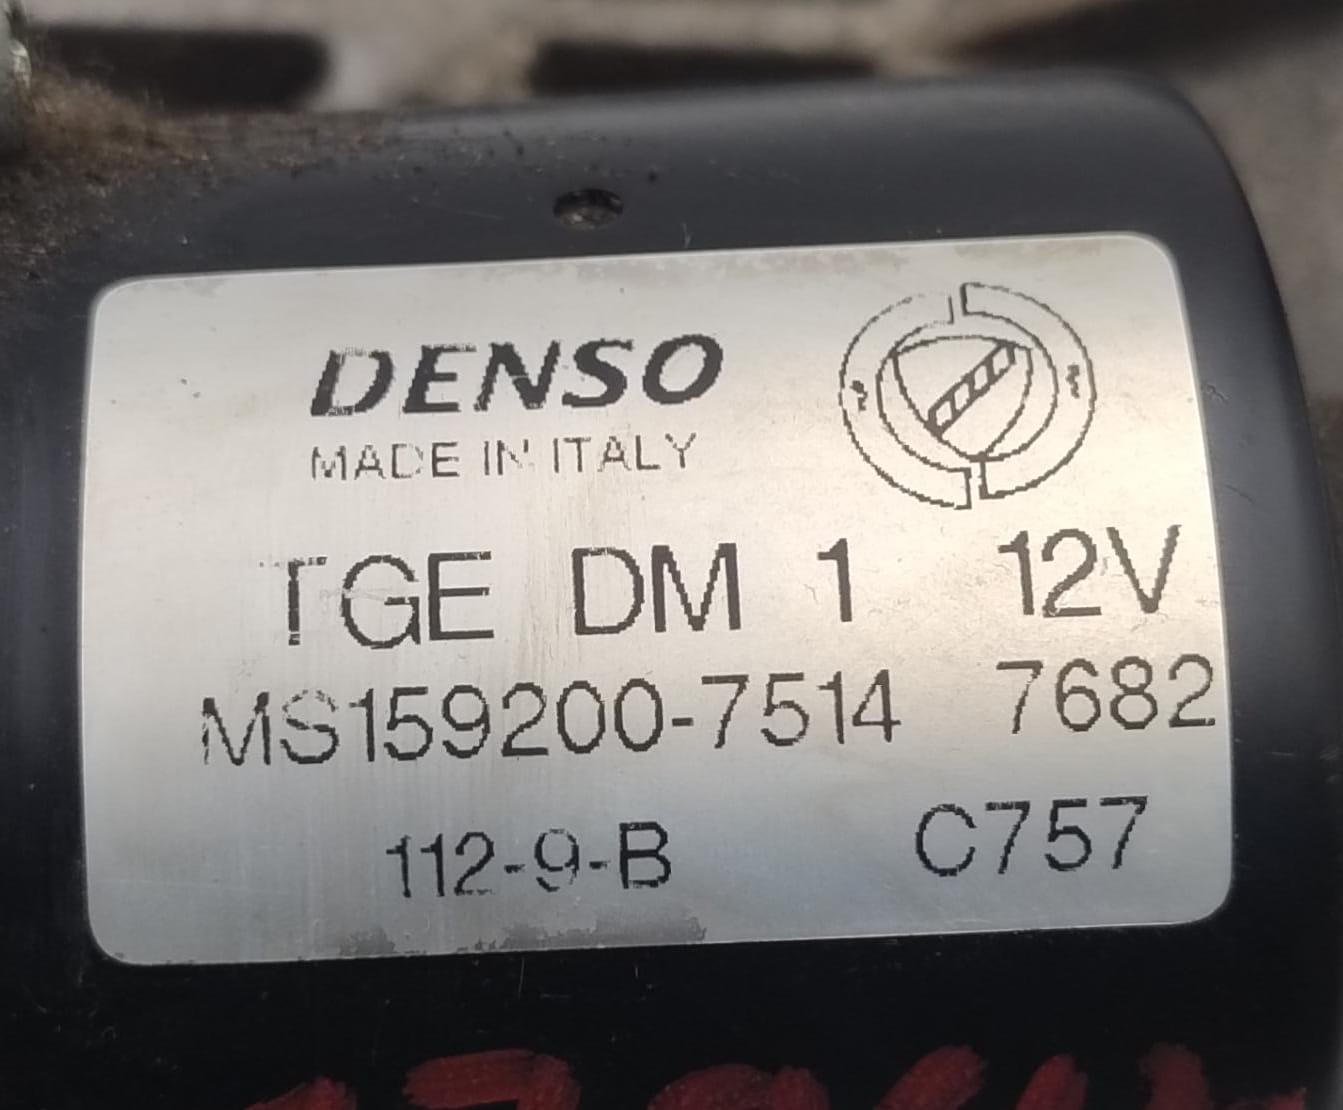 DENSO
MADE IN ITALY
TGE DM 1 12V
MS159200-7514 7682
112-9-B C757